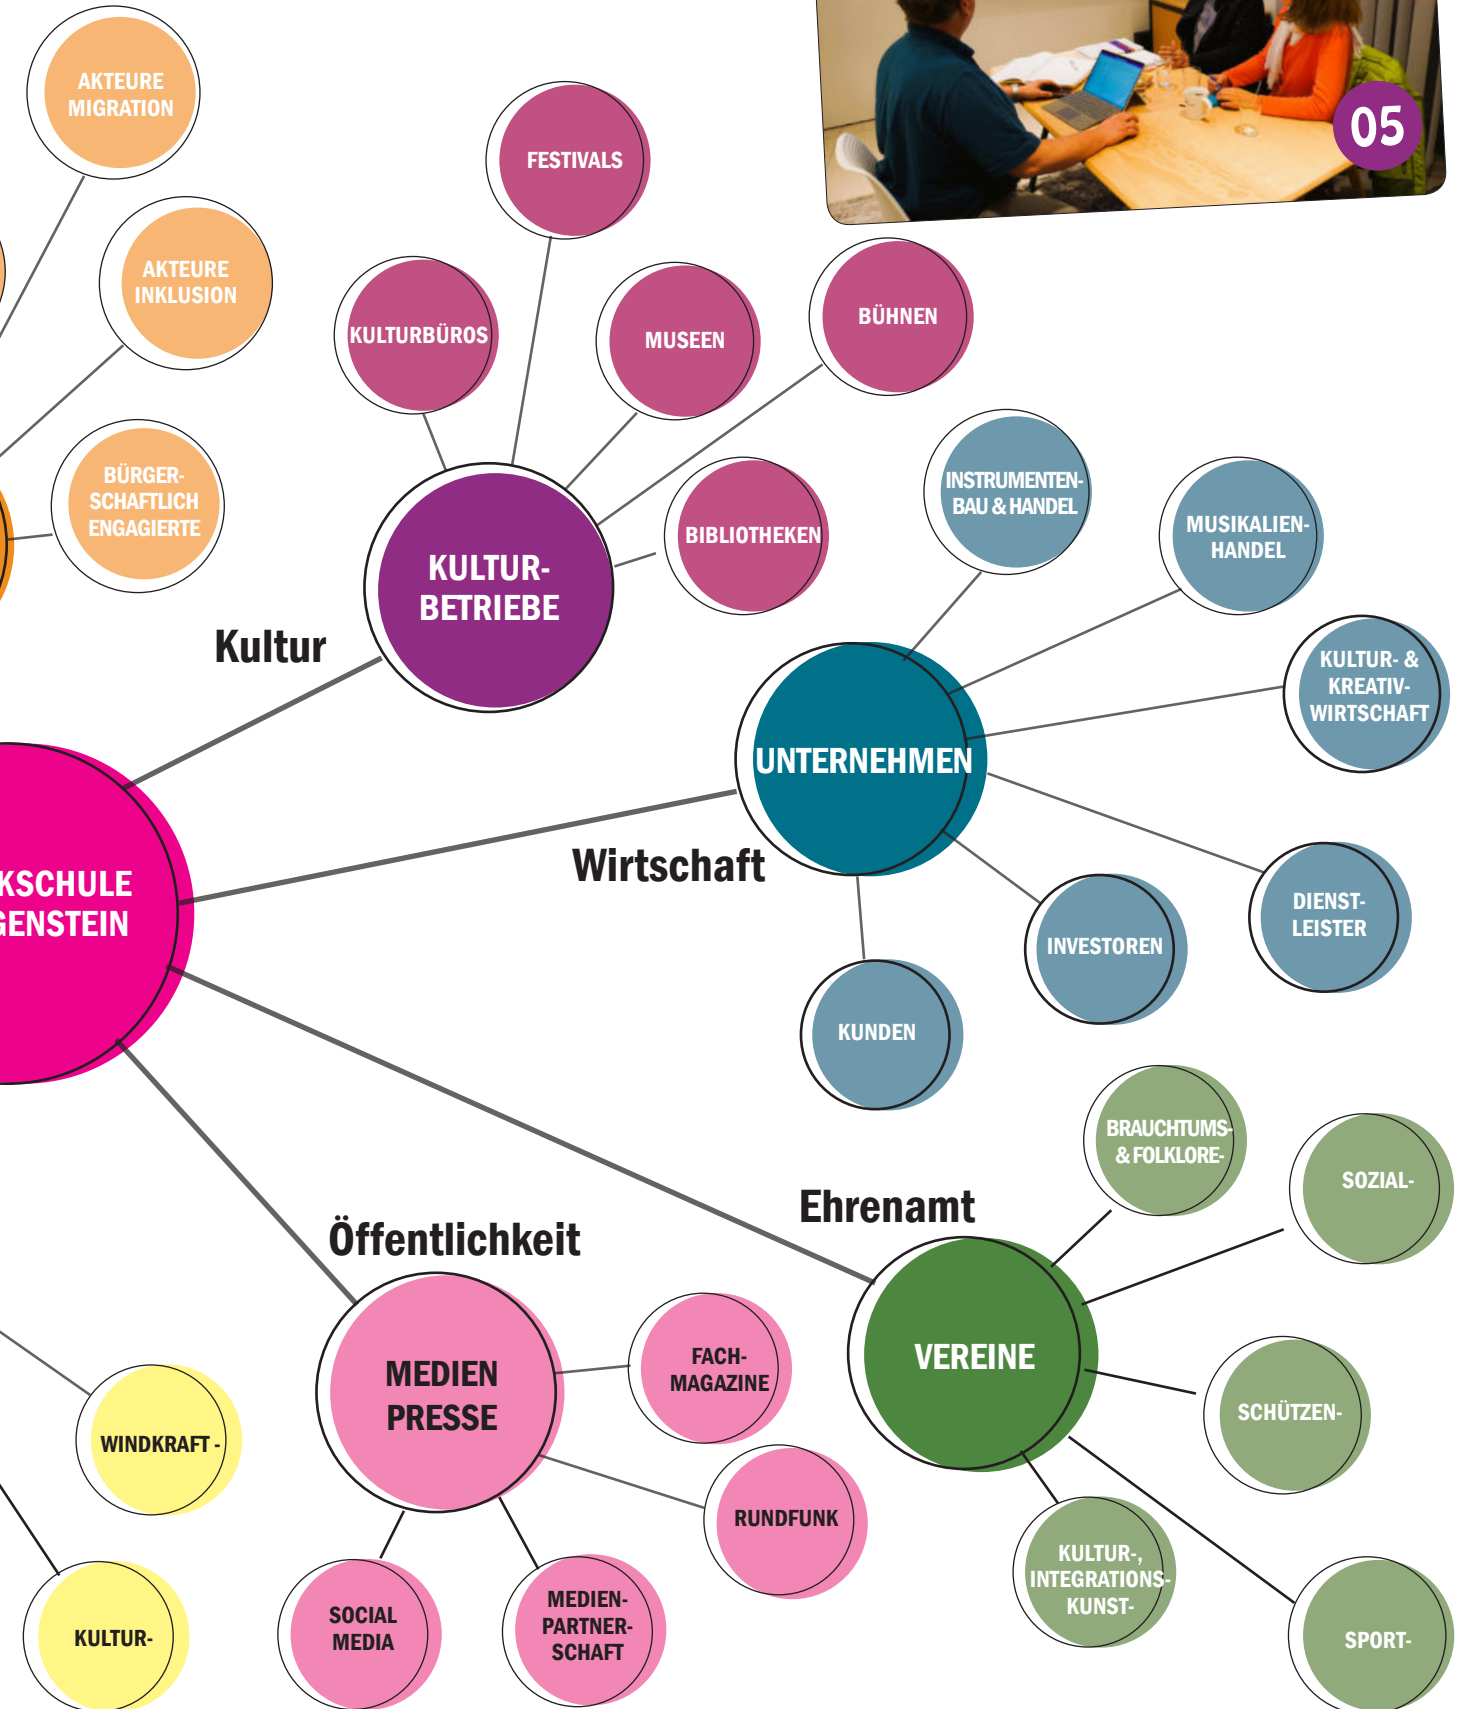 05
AKTEURE
MIGRATION
FESTIVALS
AKTEURE
INKLUSION
KULTURBÜROS
MUSEEN
BÜHNEN
BÜRGER-
SCHAFTLICH
ENGAGIERTE
KULTUR-
BETRIEBE
BIBLIOTHEKEN
INSTRUMENTEN-
BAU & HANDEL
MUSIKALIEN-
HANDEL
Kultur
KULTUR- &
KREATIV-
WIRTSCHAFT
UNTERNEHMEN
Wirtschaft
KSCHULE
GENSTEIN
DIENST-
LEISTER
INVESTOREN
KUNDEN
BRAUCHTUMS-
& FOLKLORE-
SOZIAL-
Ehrenamt
Öffentlichkeit
VEREINE
MEDIEN
PRESSE
FACH-
MAGAZINE
SCHÜTZEN-
WINDKRAFT -
RUNDFUNK
KULTUR-,
INTEGRATIONS-
KUNST-
SPORT-
KULTUR-
SOCIAL
MEDIA
MEDIEN-
PARTNER-
SCHAFT